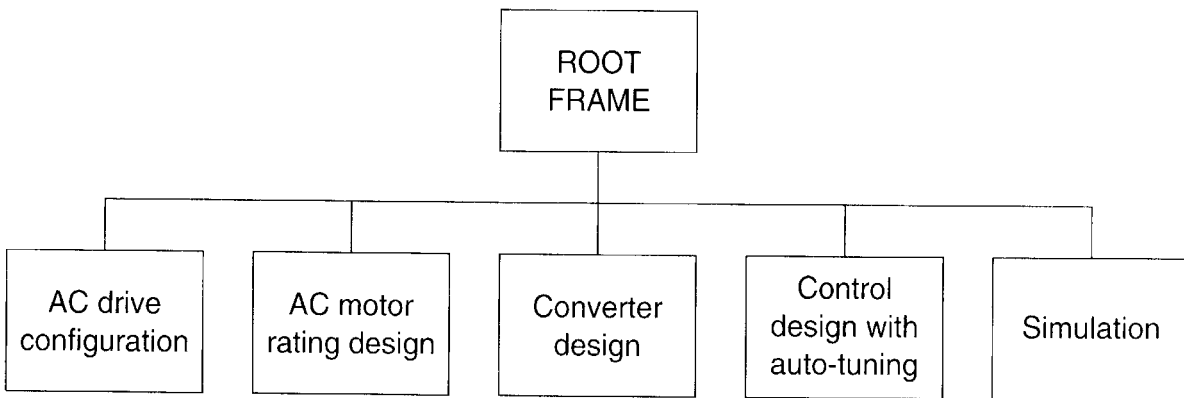 ROOT
FRAME
AC drive
configuration
AC motor
rating design
Converter
design
Control
design with
auto-tuning
Simulation